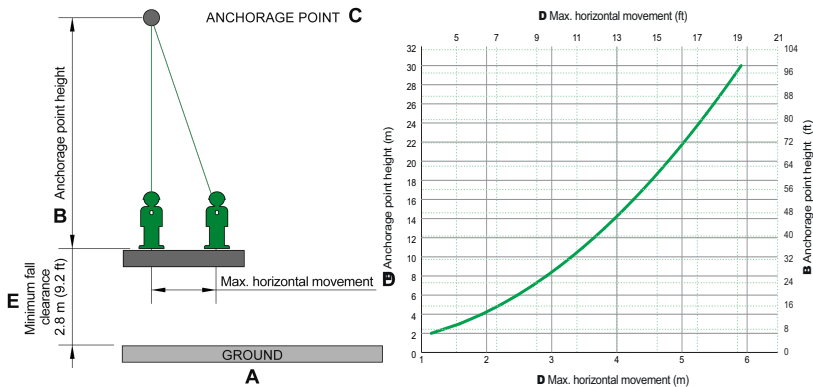 ANCHORAGE POINT C
Anchorage point height
B
Max. horizontal movement D
E
Minimum fall
clearance
2.8 m (9.2 ft)
GROUND
A
D Max. horizontal movement (ft)
5 7 9 11 13 15 17 19 21
B Anchorage point height (m)
32
30
28
26
24
22
20
18
16
14
12
10
8
6
4
2
0
104
96
88
80
72
64
56
48
40
32
24
16
8
0
B Anchorage point height (ft)
1 2 3 4 5 6
D Max. horizontal movement (m)